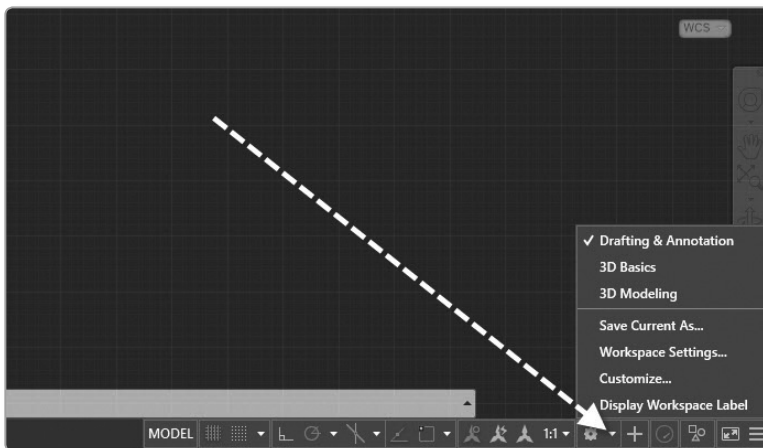 WCS
✓ Drafting & Annotation
3D Basics
3D Modeling
Save Current As...
Workspace Settings...
Customize...
Display Workspace Label
MODEL 1:1